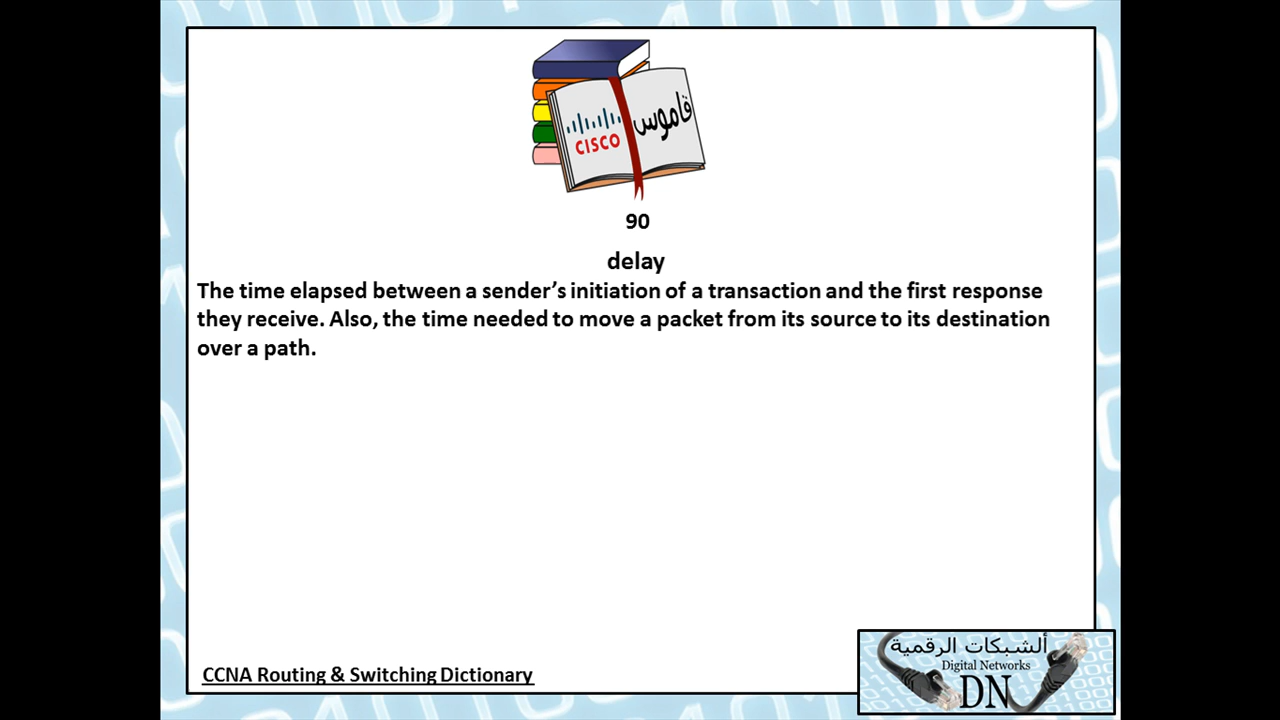 CISCO
قاموس
90
delay
The time elapsed between a sender’s initiation of a transaction and the first response
they receive. Also, the time needed to move a packet from its source to its destination
over a path.
CCNA Routing & Switching Dictionary
ألشبكات الرقمية
Digital Networks
DN